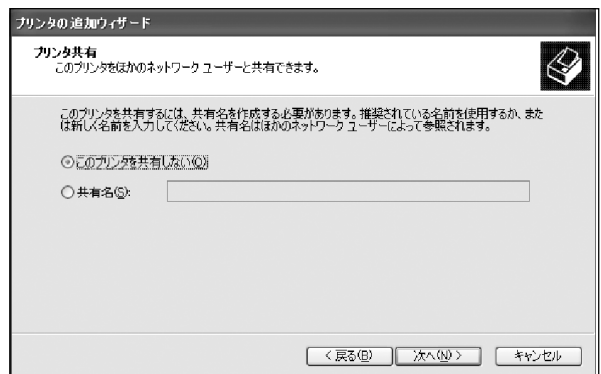 プリンタの追加ウィザード
プリンタ共有
このプリンタをほかのネットワーク ユーザーと共有できます。
このプリンタを共有するには、共有名を作成する必要があります。推奨されている名前を使用するか、また
は新しく名前を入力してください。共有名はほかのネットワーク ユーザーによって参照されます。
このプリンタを共有しない(O)
共有名(S):
< 戻る(B)
次へ(N) >
キャンセル